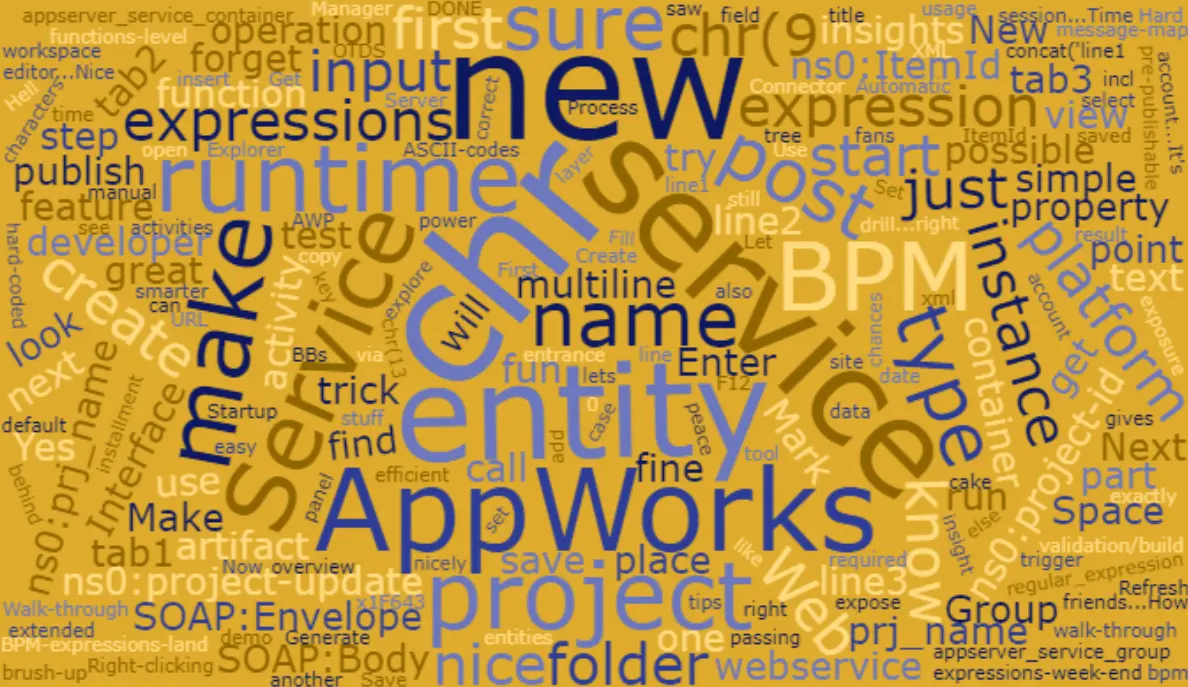 appserver_service_container
Manager
DONE
saw
field
title
usage
session...Time
Hard
functions-level
operation
first
sure
chr(9
insights
New
message-map
workspace
forget
OTDS
XML
concat('line1
editor...Nice
tab2
insert
Get
input
new
ns0:ItemId
tab3
incl
account...It's
Hell
function
Server
correct
Process
Connector
Automatic
select
pre-publishable
characters
time
step
expressions
expression
view
open
Explorer
ASCII-codes
layer
tree
fans
ItemId
saved
publish
manual
runtime
try
post
Use
start
possible
feature
line1
Set
just
simple
see
activities
AWP
power
still
line2
drill...right
property
hard-coded
developer
test
copy
chr
service
Fill
Let
result
point
create
great
make
Service
explore
First
Create
BPM
instance
platform
text
smarter
can
URL
activity
key
will
multiline
also
xml
account
exposure
look
chr(13
name
chances
type
container
get
next
BBs
via
entrance
line
Enter
site
date
ns0:prj_name
installment
Interface
trick
fun
lets
F12
0
default
Startup
stuff
entity
case
peace
Mark
data
gives
Yes
easy
find
add
tool
ns0:project-id
Next
behind
use
panel
efficient
call
fine
cake
part
exactly
Make
AppWorks
set
know
run
else
Space
tab1
artifact
Now
overview
nicely
save
place
like
Web
required
insight
trigger
validation/build
ns0:project-update
project
line3
regular_expression
Refresh
Walk-through
SOAP:Envelope
x1F643
tips
right
expose
Group
friends...How
extended
demo
Generate
entities
one
passing
prj_name
walk-through
BPM-expressions-land
SOAP:Body
nice
folder
webservice
appserver_service_group
brush-up
Right-clicking
another
Save
expressions-week-end
bpm